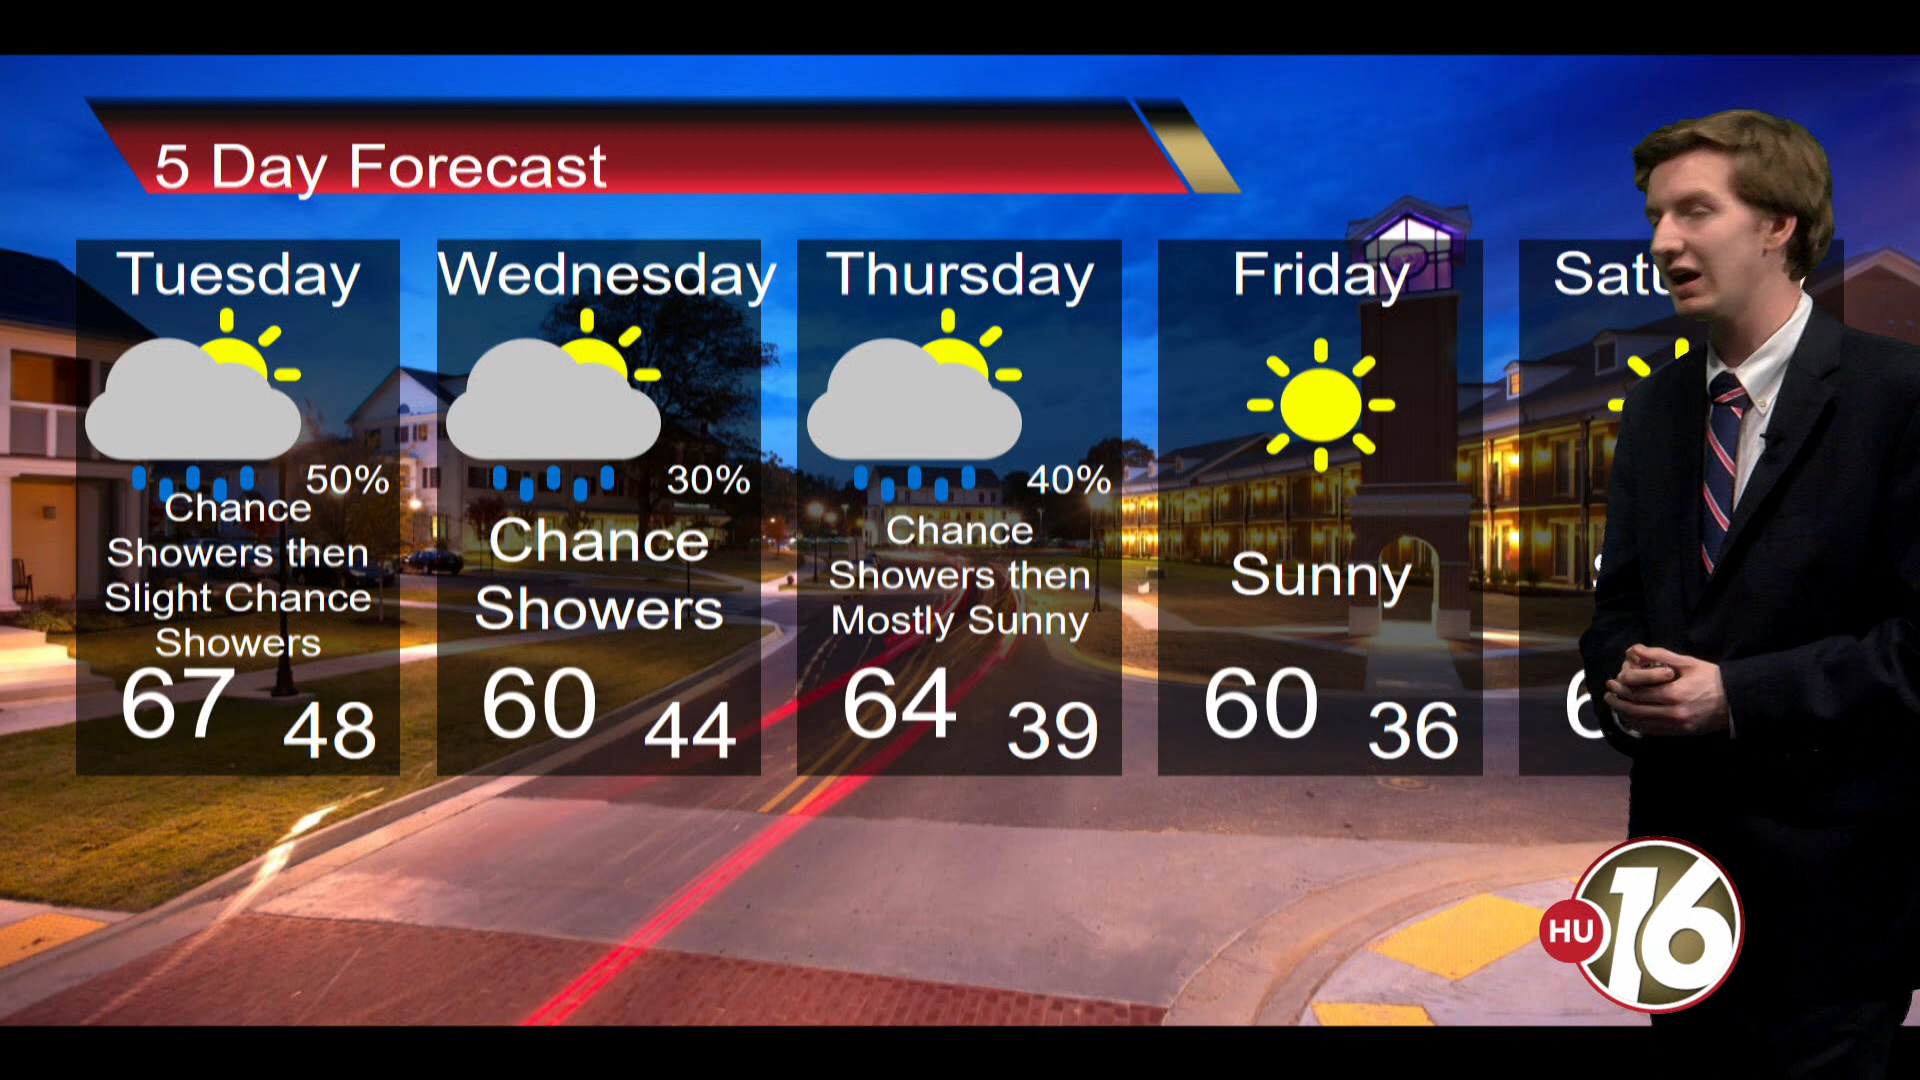 5 Day Forecast
Tuesday
50%
Chance
Showers then
Slight Chance
Showers
67 48
Wednesday
30%
Chance
Showers
60 44
Thursday
40%
Chance
Showers then
Mostly Sunny
64 39
Friday
Sunny
60 36
HU 16